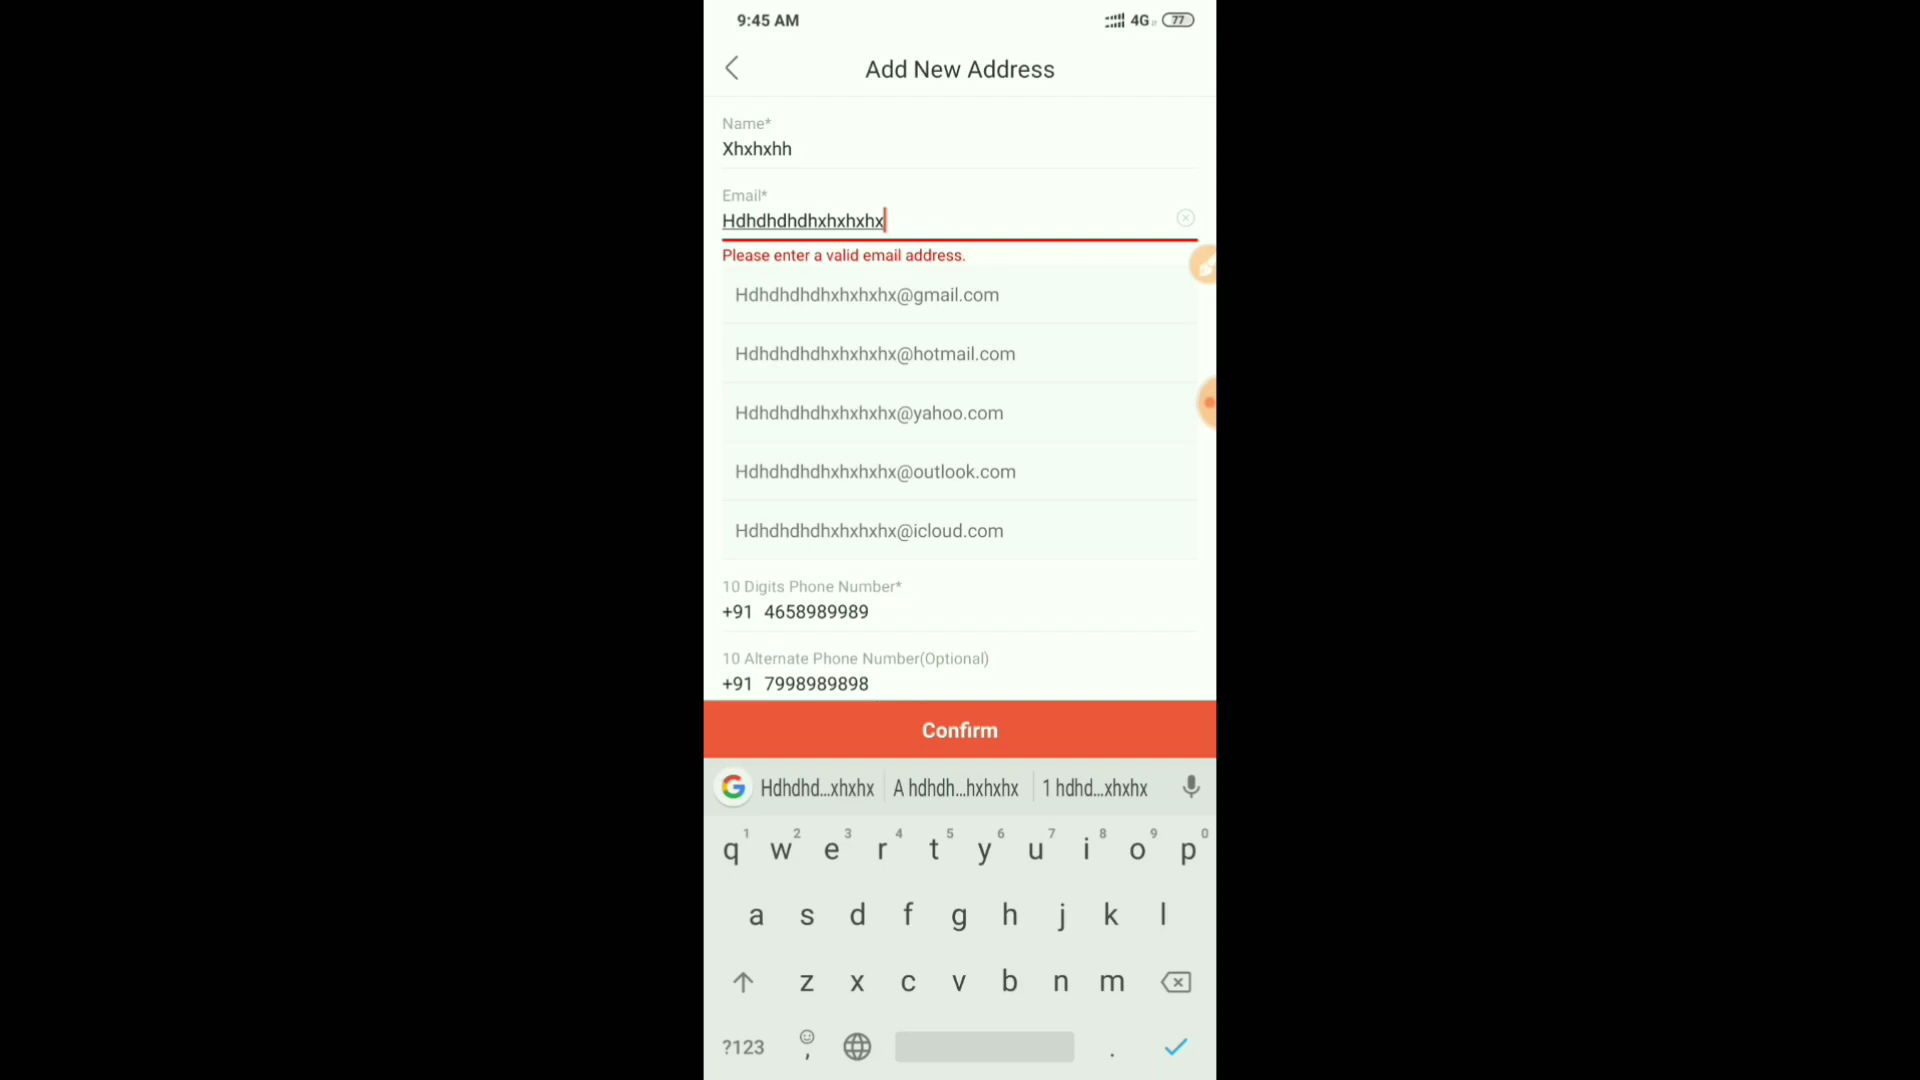 9:45 AM 4G 77
Add New Address
Name*
Xhxhxhh
Email*
Hdhdhdhdhxhxhxhx
Please enter a valid email address.
Hdhdhdhdhxhxhxhx@gmail.com
Hdhdhdhdhxhxhxhx@hotmail.com
Hdhdhdhdhxhxhxhx@yahoo.com
Hdhdhdhdhxhxhxhx@outlook.com
Hdhdhdhdhxhxhxhx@icloud.com
10 Digits Phone Number*
+91 4658989989
10 Alternate Phone Number(Optional)
+91 7998989898
Confirm
G Hdhdhd...xhxhx A hdhdh...hxhxhx 1 hdhd...xhxhx
1 2 3 4 5 6 7 8 9 0
q w e r t y u i o p
a s d f g h j k l
z x c v b n m
?123 , .